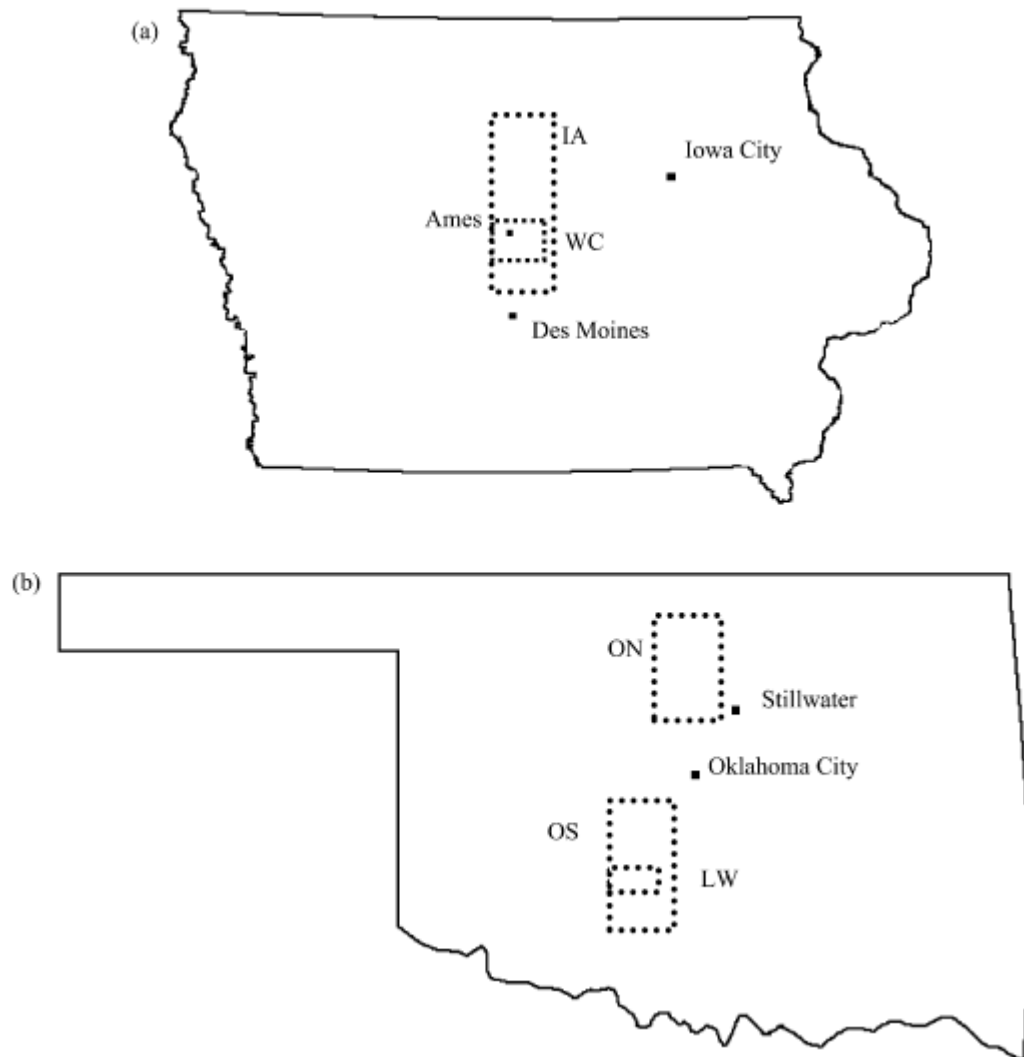 (a)
IA
Iowa City
Ames
WC
Des Moines
(b)
ON
Stillwater
Oklahoma City
OS
LW